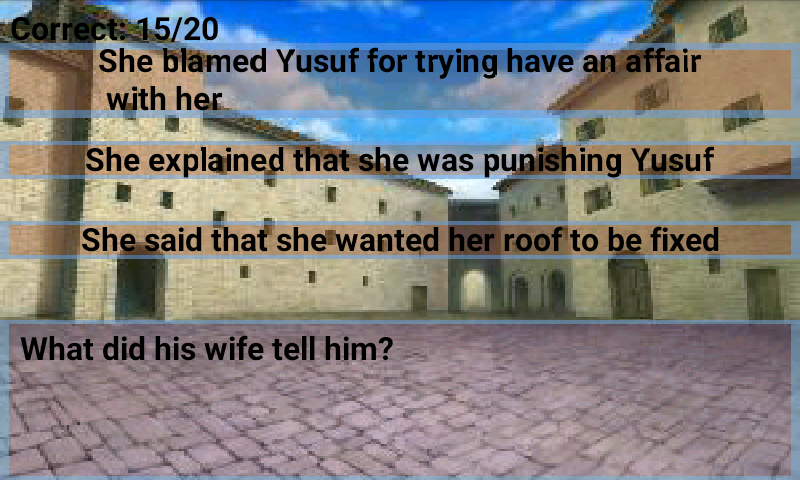 Correct: 15/20
She blamed Yusuf for trying have an affair
with her
She explained that she was punishing Yusuf
She said that she wanted her roof to be fixed
What did his wife tell him?